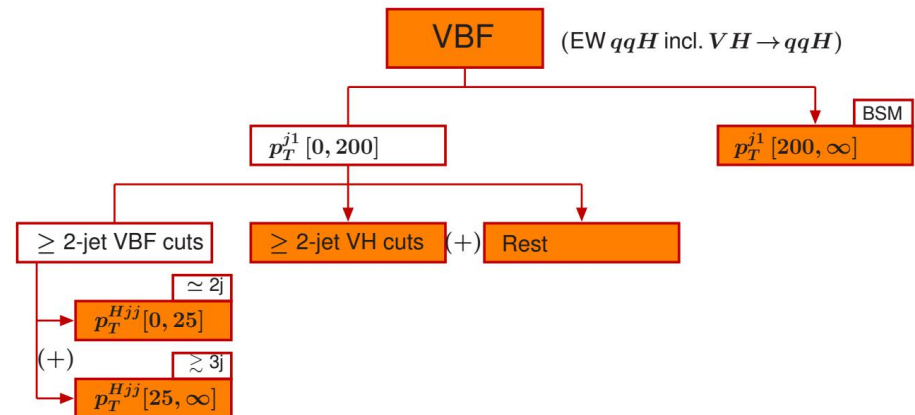 VBF (EW qqH incl. VH → qqH)
BSM
p_T^{j1} [0, 200]
p_T^{j1} [200, ∞]
≥ 2-jet VBF cuts
≥ 2-jet VH cuts (+) Rest
≃ 2j
p_T^{Hjj} [0, 25]
(+)
≳ 3j
p_T^{Hjj} [25, ∞]